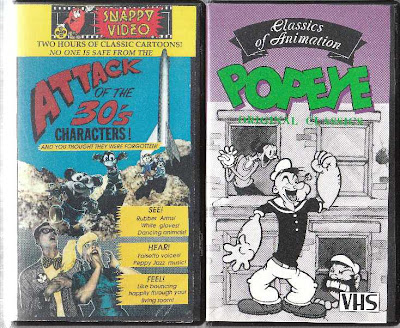 SNAPPY
VIDEO
TWO HOURS OF CLASSIC CARTOONS!
NO ONE IS SAFE FROM THE
ATTACK
OF THE
30's
CHARACTERS!
AND YOU THOUGHT THEY WERE FORGOTTEN!
SEE!
Rubber Arms!
White gloves!
Dancing animals!
HEAR!
Falsetto voices!
Peppy Jazz music!
FEEL!
Like bouncing
happily through your
living room!
Classics
of Animation
POPEYE
ORIGINAL CLASSICS
VHS